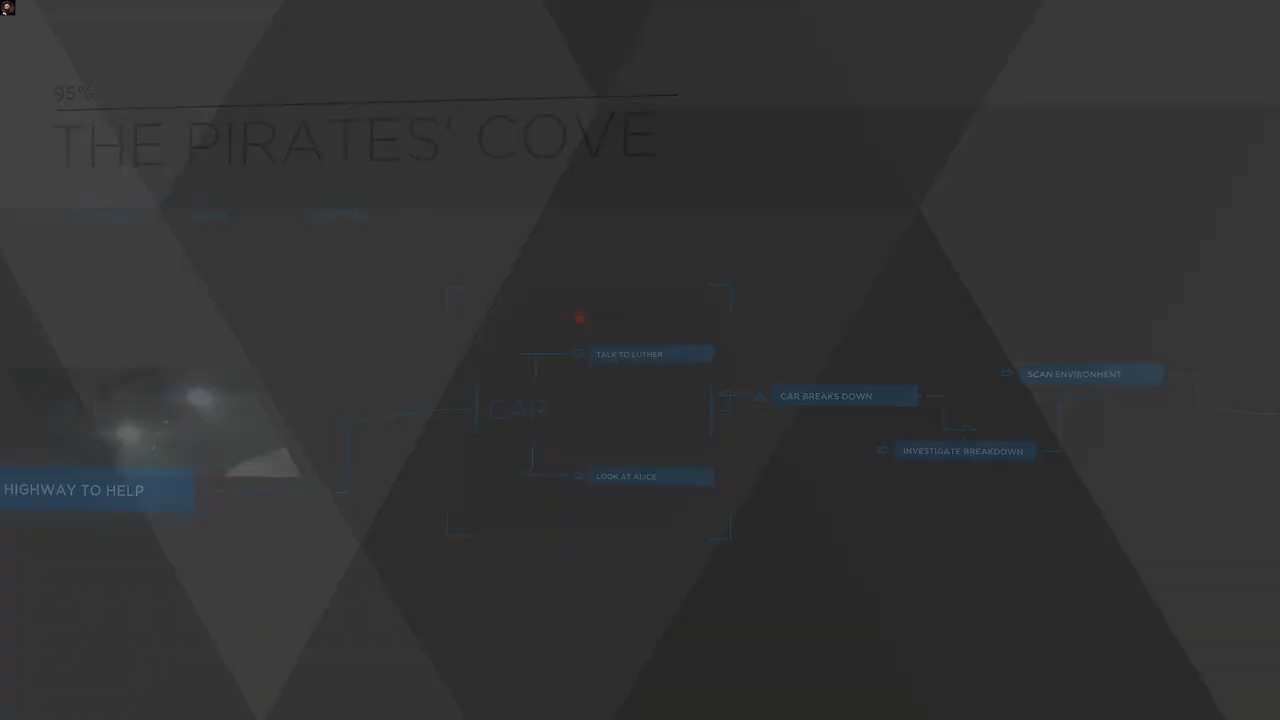 95%
THE PIRATES' COVE
TALK TO LUTHER
SCAN ENVIRONMENT
CAR BREAKS DOWN
CAR
INVESTIGATE BREAKDOWN
LOOK AT ALICE
HIGHWAY TO HELP